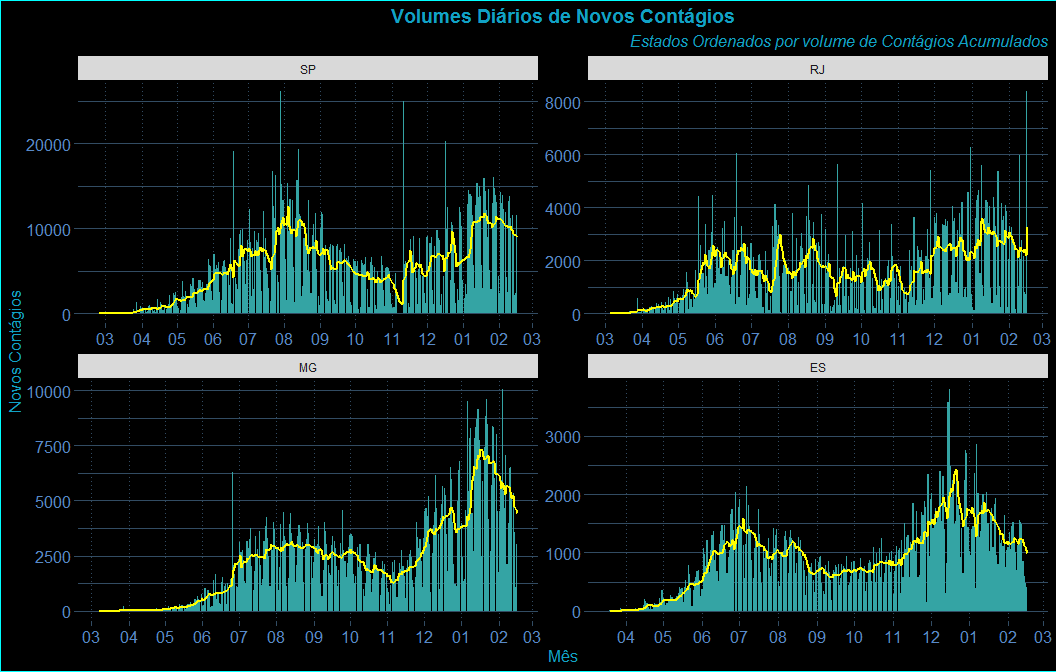 Volumes Diários de Novos Contágios
Estados Ordenados por volume de Contágios Acumulados
SP
RJ
20000
10000
0
8000
6000
4000
2000
0
03 04 05 06 07 08 09 10 11 12 01 02 03
03 04 05 06 07 08 09 10 11 12 01 02 03
Novos Contágios
MG
ES
10000
7500
5000
2500
0
3000
2000
1000
0
03 04 05 06 07 08 09 10 11 12 01 02 03
04 05 06 07 08 09 10 11 12 01 02 03
Mês